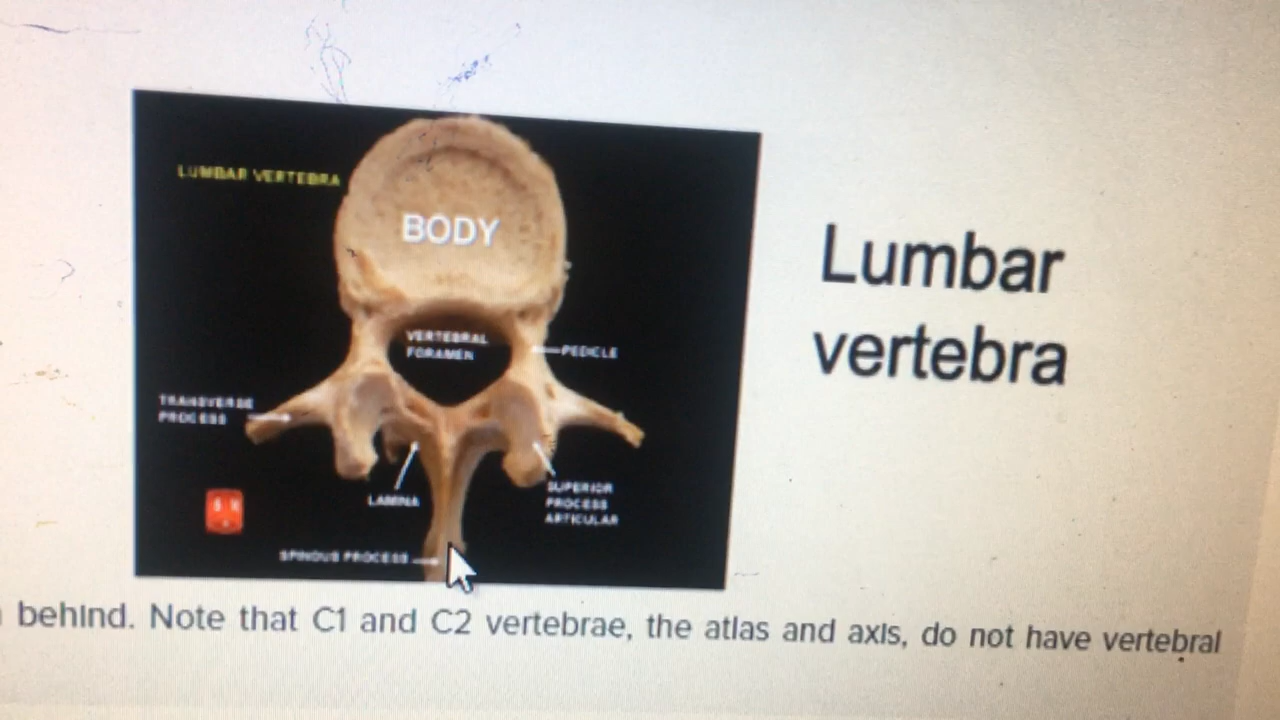 LUMBAR VERTEBRA
BODY
VERTEBRAL
FORAMEN
PEDICLE
TRANSVERSE
PROCESS
LAMINA
SUPERIOR
PROCESS
ARTICULAR
SPINOUS PROCESS
Lumbar
vertebra
behind. Note that C1 and C2 vertebrae, the atlas and axis, do not have vertebral